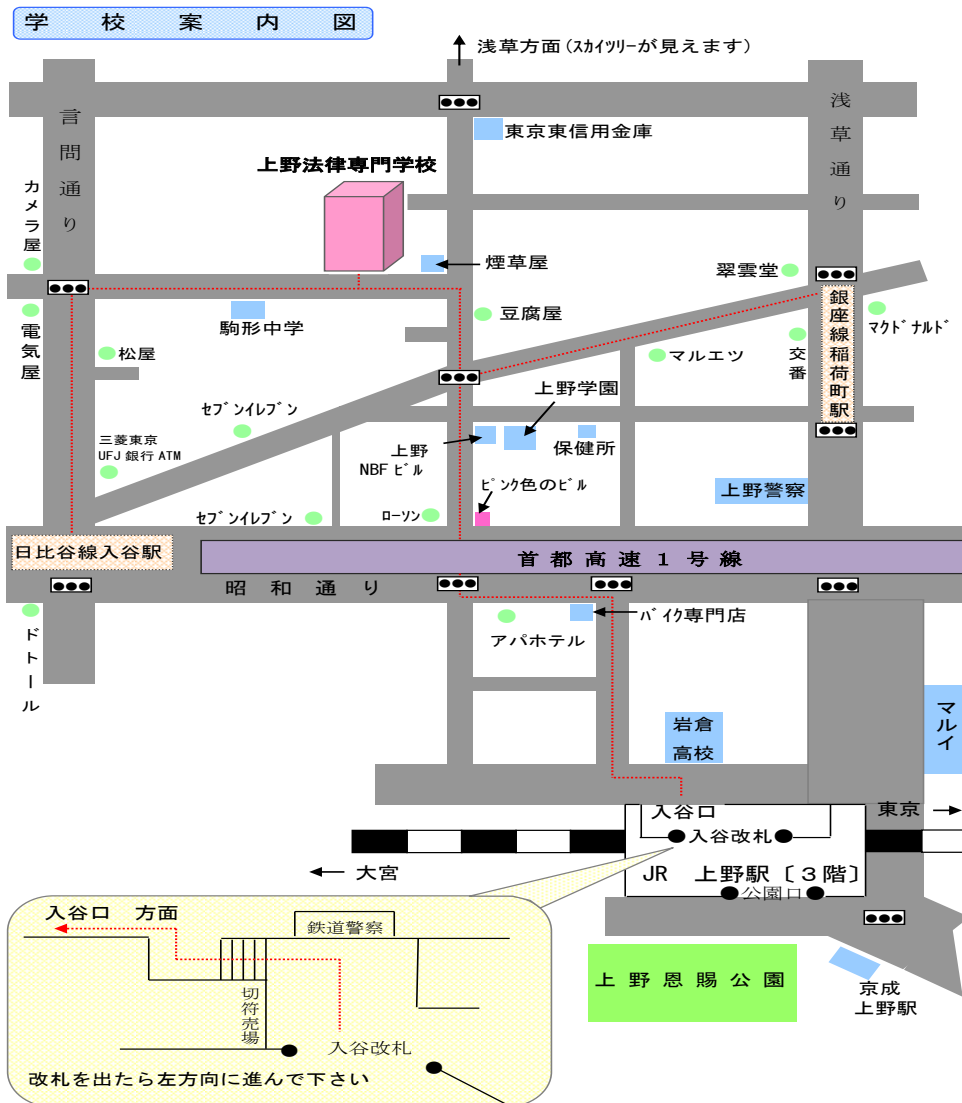 学校案内図
浅草方面(スカイツリーが見えます)
言問通り
浅草通り
東京東信用金庫
上野法律専門学校
カメラ屋
煙草屋
翠雲堂
銀座線稲荷町駅
マクドナルド
電気屋
駒形中学
豆腐屋
松屋
マルエツ
交番
上野学園
セブンイレブン
三菱東京
UFJ銀行ATM
上野
NBFビル
保健所
ピンク色のビル
上野警察
セブンイレブン
ローソン
日比谷線入谷駅
首都高速1号線
昭和通り
ドトール
アパホテル
バイク専門店
岩倉
高校
マルイ
入谷口
東京
入谷改札
大宮
JR 上野駅〔3階〕
公園口
入谷口 方面
鉄道警察
切符売場
入谷改札
改札を出たら左方向に進んで下さい
上野恩賜公園
京成
上野駅